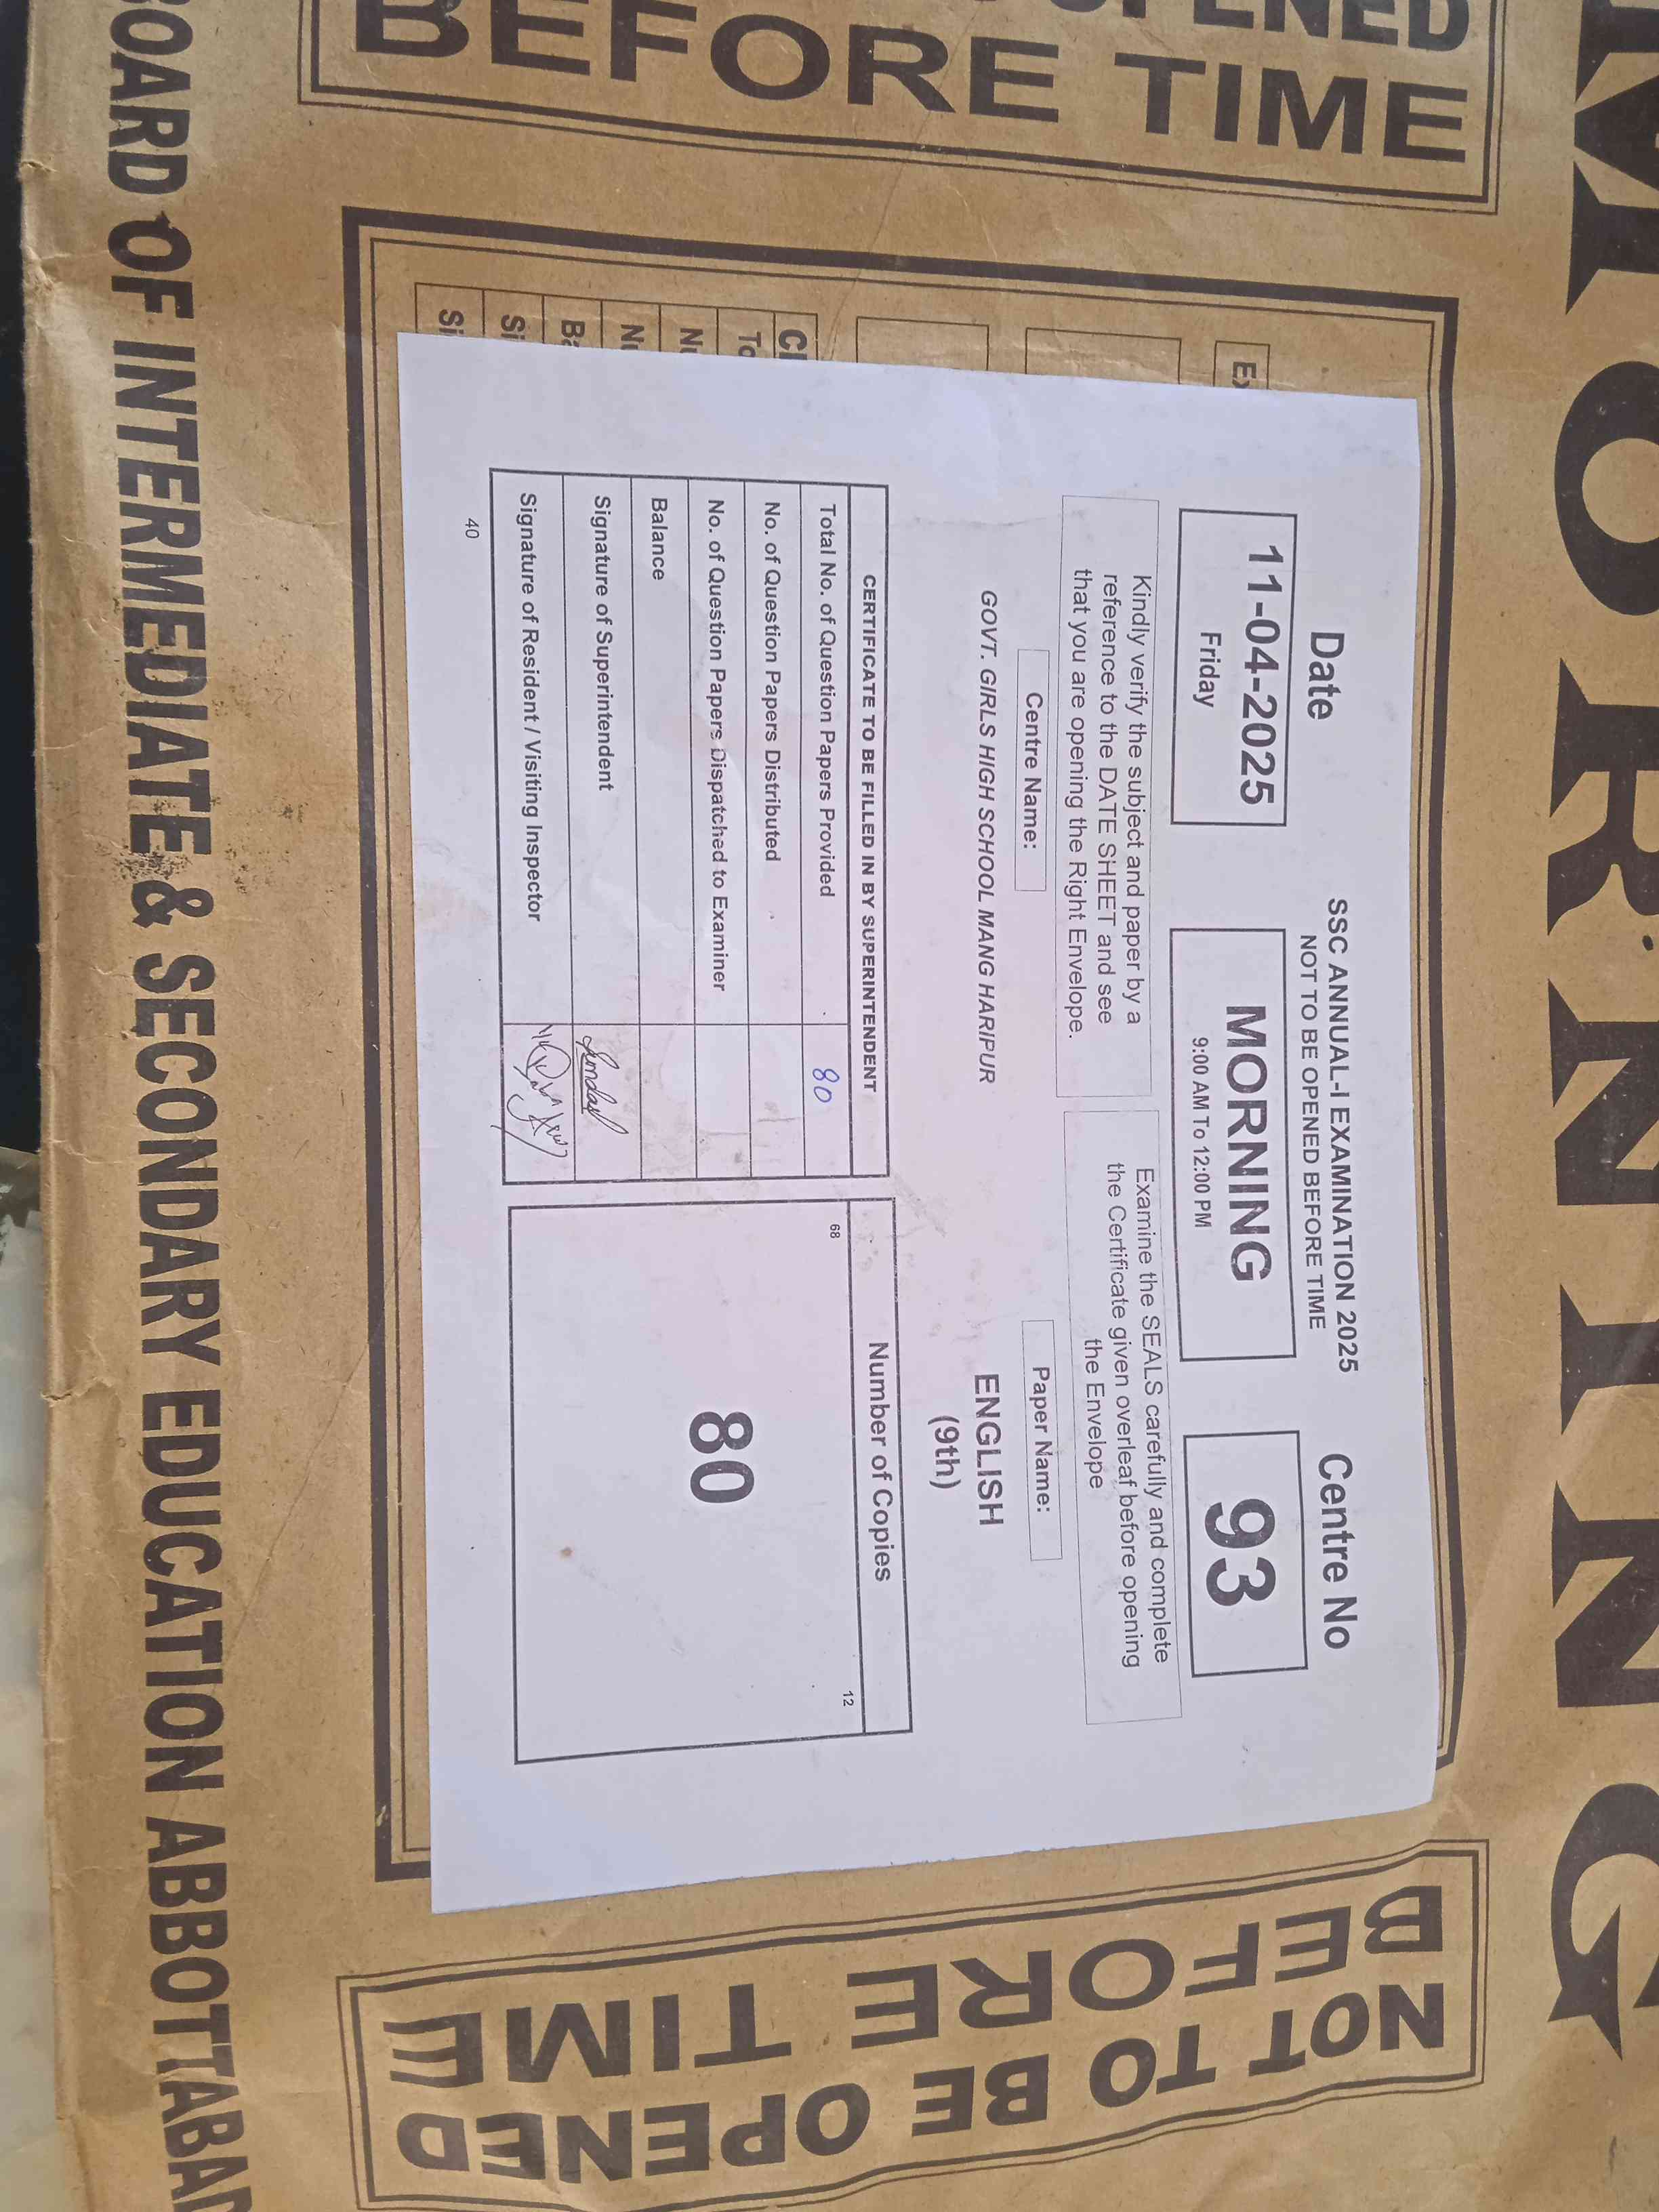 MORNING
OPENED
BEFORE TIME
SSC ANNUAL-I EXAMINATION 2025
NOT TO BE OPENED BEFORE TIME
Date
11-04-2025
Friday
MORNING
9:00 AM To 12:00 PM
Centre No
93
Kindly verify the subject and paper by a
reference to the DATE SHEET and see
that you are opening the Right Envelope.
Examine the SEALS carefully and complete
the Certificate given overleaf before opening
the Envelope
Centre Name:
GOVT. GIRLS HIGH SCHOOL MANG HARIPUR
Paper Name:
ENGLISH
(9th)
CERTIFICATE TO BE FILLED IN BY SUPERINTENDENT
Total No. of Question Papers Provided 80
No. of Question Papers Distributed
No. of Question Papers Dispatched to Examiner
Balance
Signature of Superintendent
Signature of Resident / Visiting Inspector
40
Number of Copies
68 12
80
NOT TO BE OPENED
BEFORE TIME
BOARD OF INTERMEDIATE & SECONDARY EDUCATION ABBOTTABAD